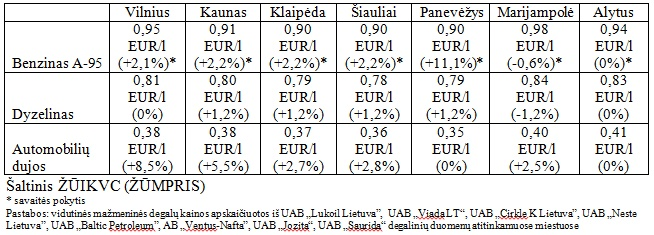 Vilnius Kaunas Klaipėda Šiauliai Panevėžys Marijampolė Alytus
0,95 0,91 0,90 0,90 0,90 0,98 0,94
EUR/l EUR/l EUR/l EUR/l EUR/l EUR/l EUR/l
Benzinas A-95 (+2,1%)* (+2,2%)* (+2,2%)* (+2,2%)* (+11,1%)* (-0,6%)* (0%)*
0,81 0,80 0,79 0,78 0,79 0,84 0,83
EUR/l EUR/l EUR/l EUR/l EUR/l EUR/l EUR/l
Dyzelinas (0%) (+1,2%) (+1,2%) (+1,2%) (+1,2%) (-1,2%) (0%)
0,38 0,38 0,37 0,36 0,35 0,40 0,41
Automobilių EUR/l EUR/l EUR/l EUR/l EUR/l EUR/l EUR/l
dujos (+8,5%) (+5,5%) (+2,7%) (+2,8%) (0%) (+2,5%) (0%)
Šaltinis ŽŪIKVC (ŽŪMPRIS)
* savaitės pokytis
Pastabos: vidutinės mažmeninės degalų kainos apskaičiuotos iš UAB „Lukoil Lietuva”, UAB „Viada LT“, UAB „Cirkle K Lietuva”, UAB „Neste
Lietuva”, UAB „Baltic Petroleum”, AB „Ventus-Nafta”, UAB „Jozita”, UAB „Saurida” degalinių duomenų atitinkamuose miestuose